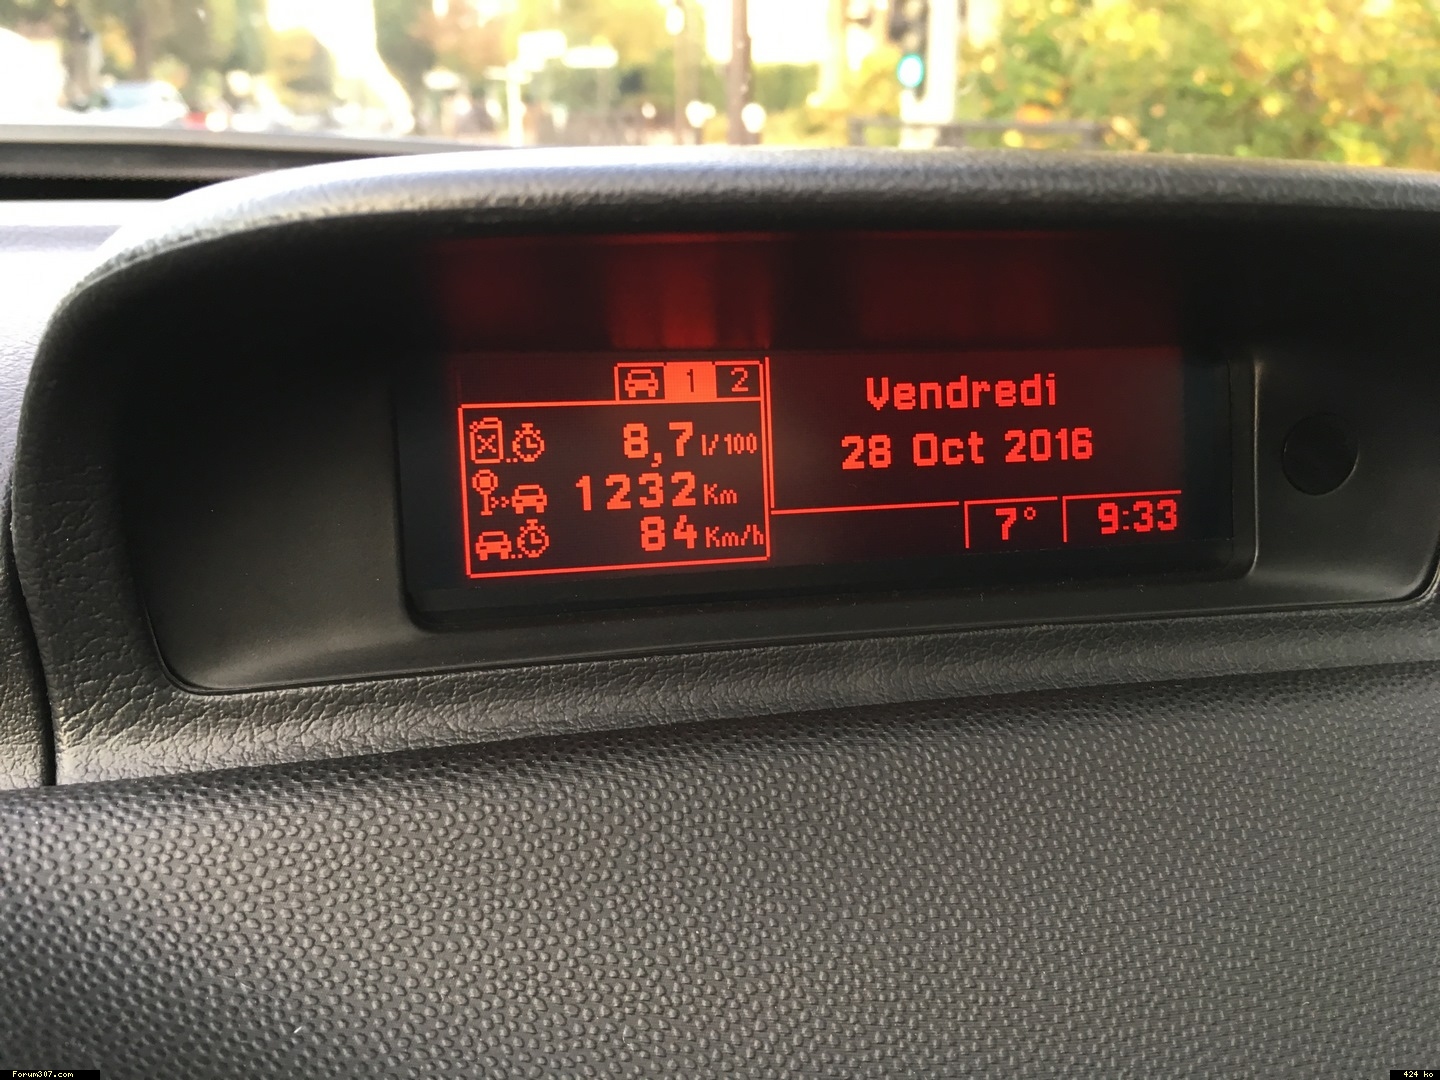 1 2
8,7 l/100
1232 Km
84 Km/h
Vendredi
28 Oct 2016
7° 9:33
Forum307.com
424 ko